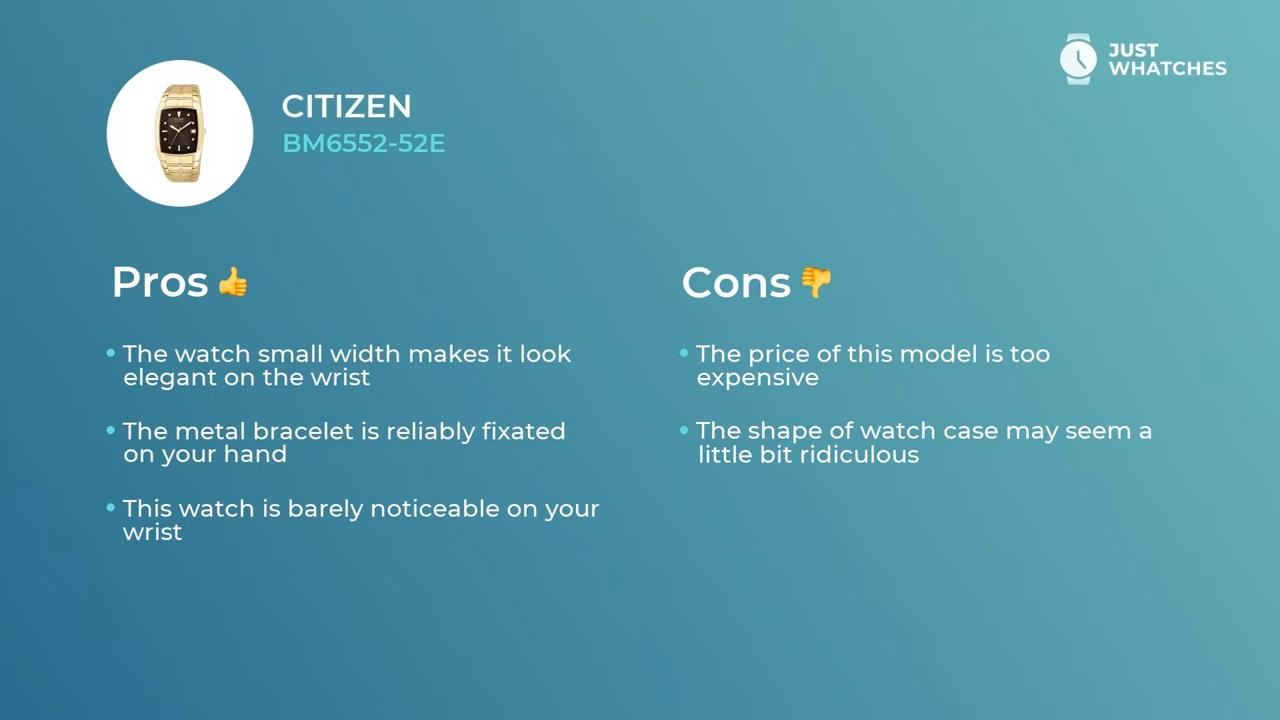 JUST
WHATCHES
CITIZEN
BM6552-52E
Pros 👍
• The watch small width makes it look
elegant on the wrist
• The metal bracelet is reliably fixated
on your hand
• This watch is barely noticeable on your
wrist
Cons 👎
• The price of this model is too
expensive
• The shape of watch case may seem a
little bit ridiculous